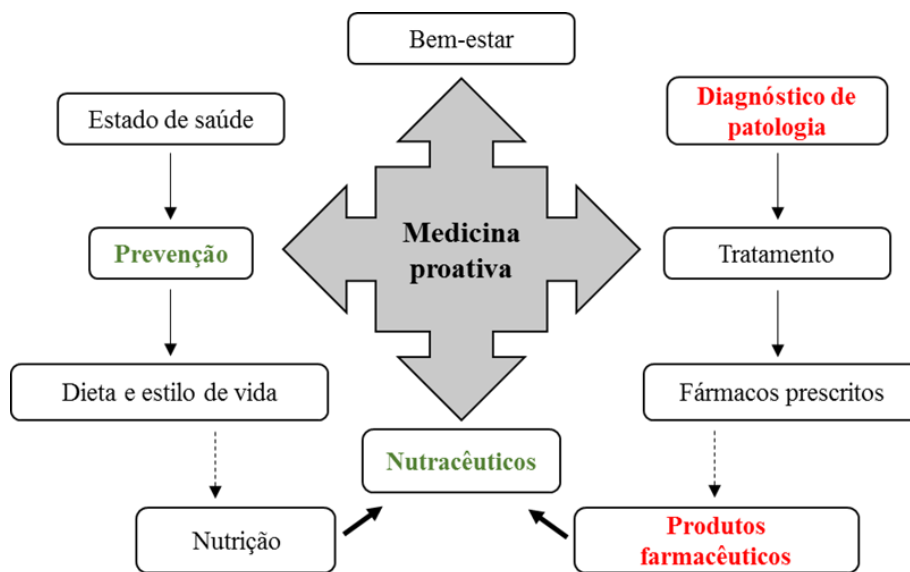 Bem-estar
Estado de saúde
Diagnóstico de
patologia
Prevenção
Medicina
proativa
Tratamento
Dieta e estilo de vida
Fármacos prescritos
Nutracêuticos
Nutrição
Produtos
farmacêuticos